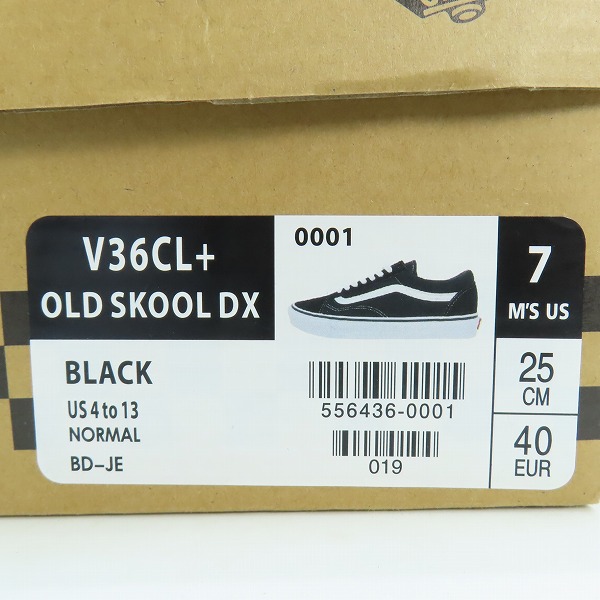 V36CL+
OLD SKOOL DX
BLACK
US 4 to 13
NORMAL
BD-JE
0001
556436-0001
019
7
M'S US
25
CM
40
EUR